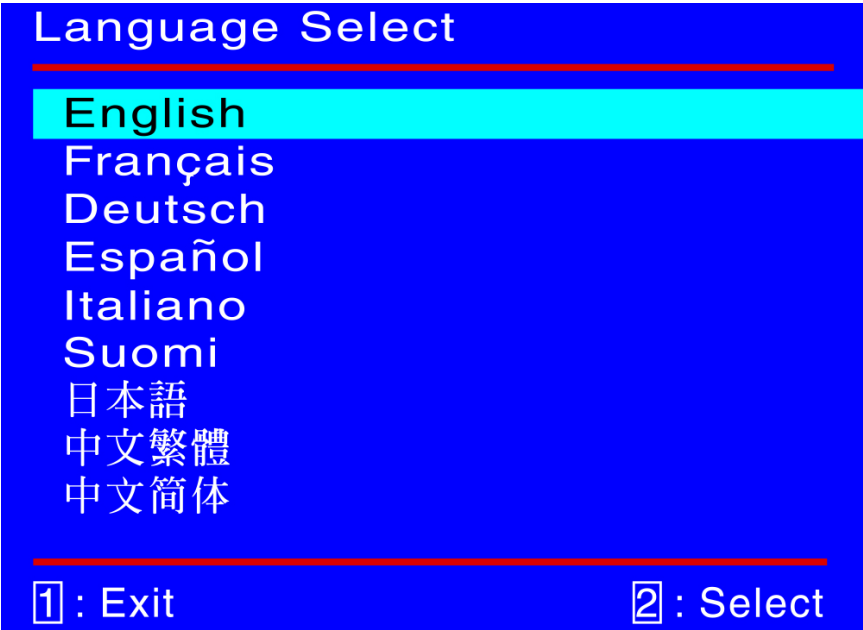 Language Select
English
Français
Deutsch
Español
Italiano
Suomi
日本語
中文繁體
中文简体
1 : Exit 2 : Select